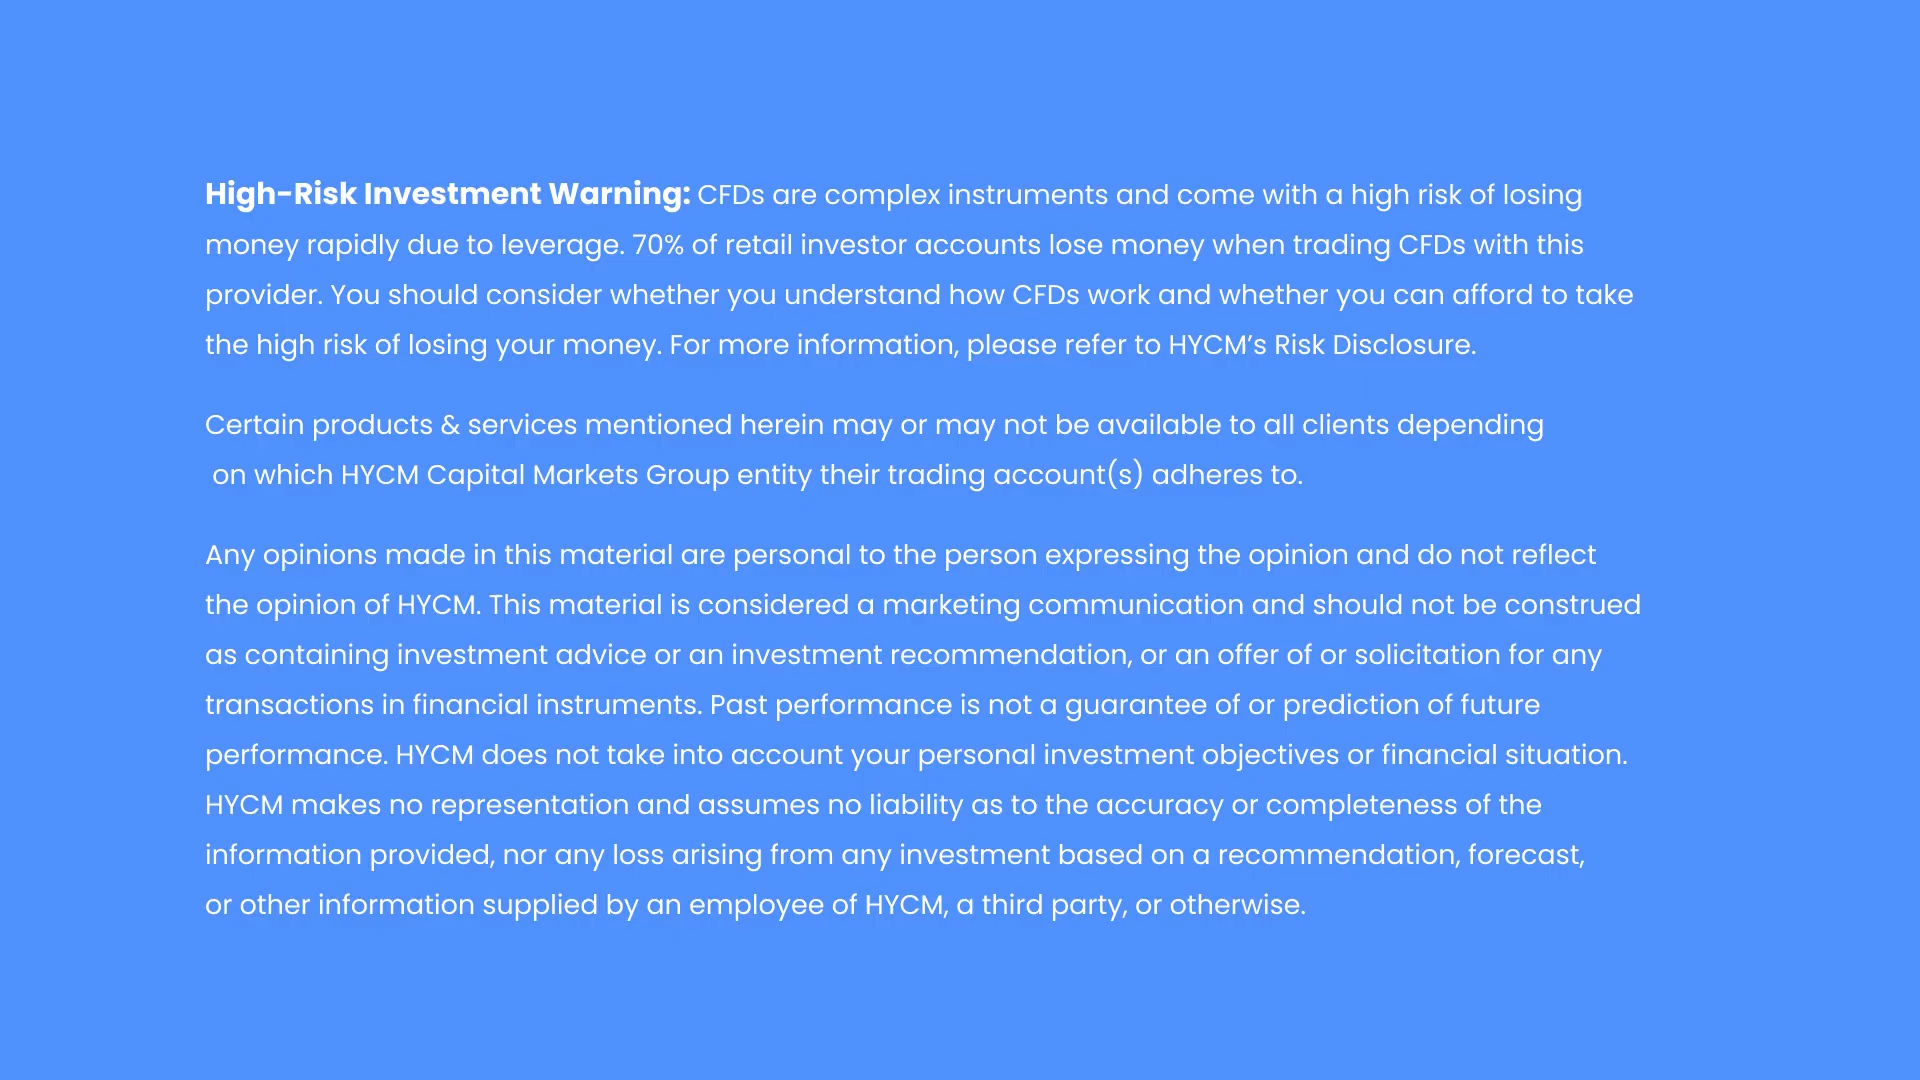 High-Risk Investment Warning: CFDs are complex instruments and come with a high risk of losing
money rapidly due to leverage. 70% of retail investor accounts lose money when trading CFDs with this
provider. You should consider whether you understand how CFDs work and whether you can afford to take
the high risk of losing your money. For more information, please refer to HYCM’s Risk Disclosure.
Certain products & services mentioned herein may or may not be available to all clients depending
on which HYCM Capital Markets Group entity their trading account(s) adheres to.
Any opinions made in this material are personal to the person expressing the opinion and do not reflect
the opinion of HYCM. This material is considered a marketing communication and should not be construed
as containing investment advice or an investment recommendation, or an offer of or solicitation for any
transactions in financial instruments. Past performance is not a guarantee of or prediction of future
performance. HYCM does not take into account your personal investment objectives or financial situation.
HYCM makes no representation and assumes no liability as to the accuracy or completeness of the
information provided, nor any loss arising from any investment based on a recommendation, forecast,
or other information supplied by an employee of HYCM, a third party, or otherwise.